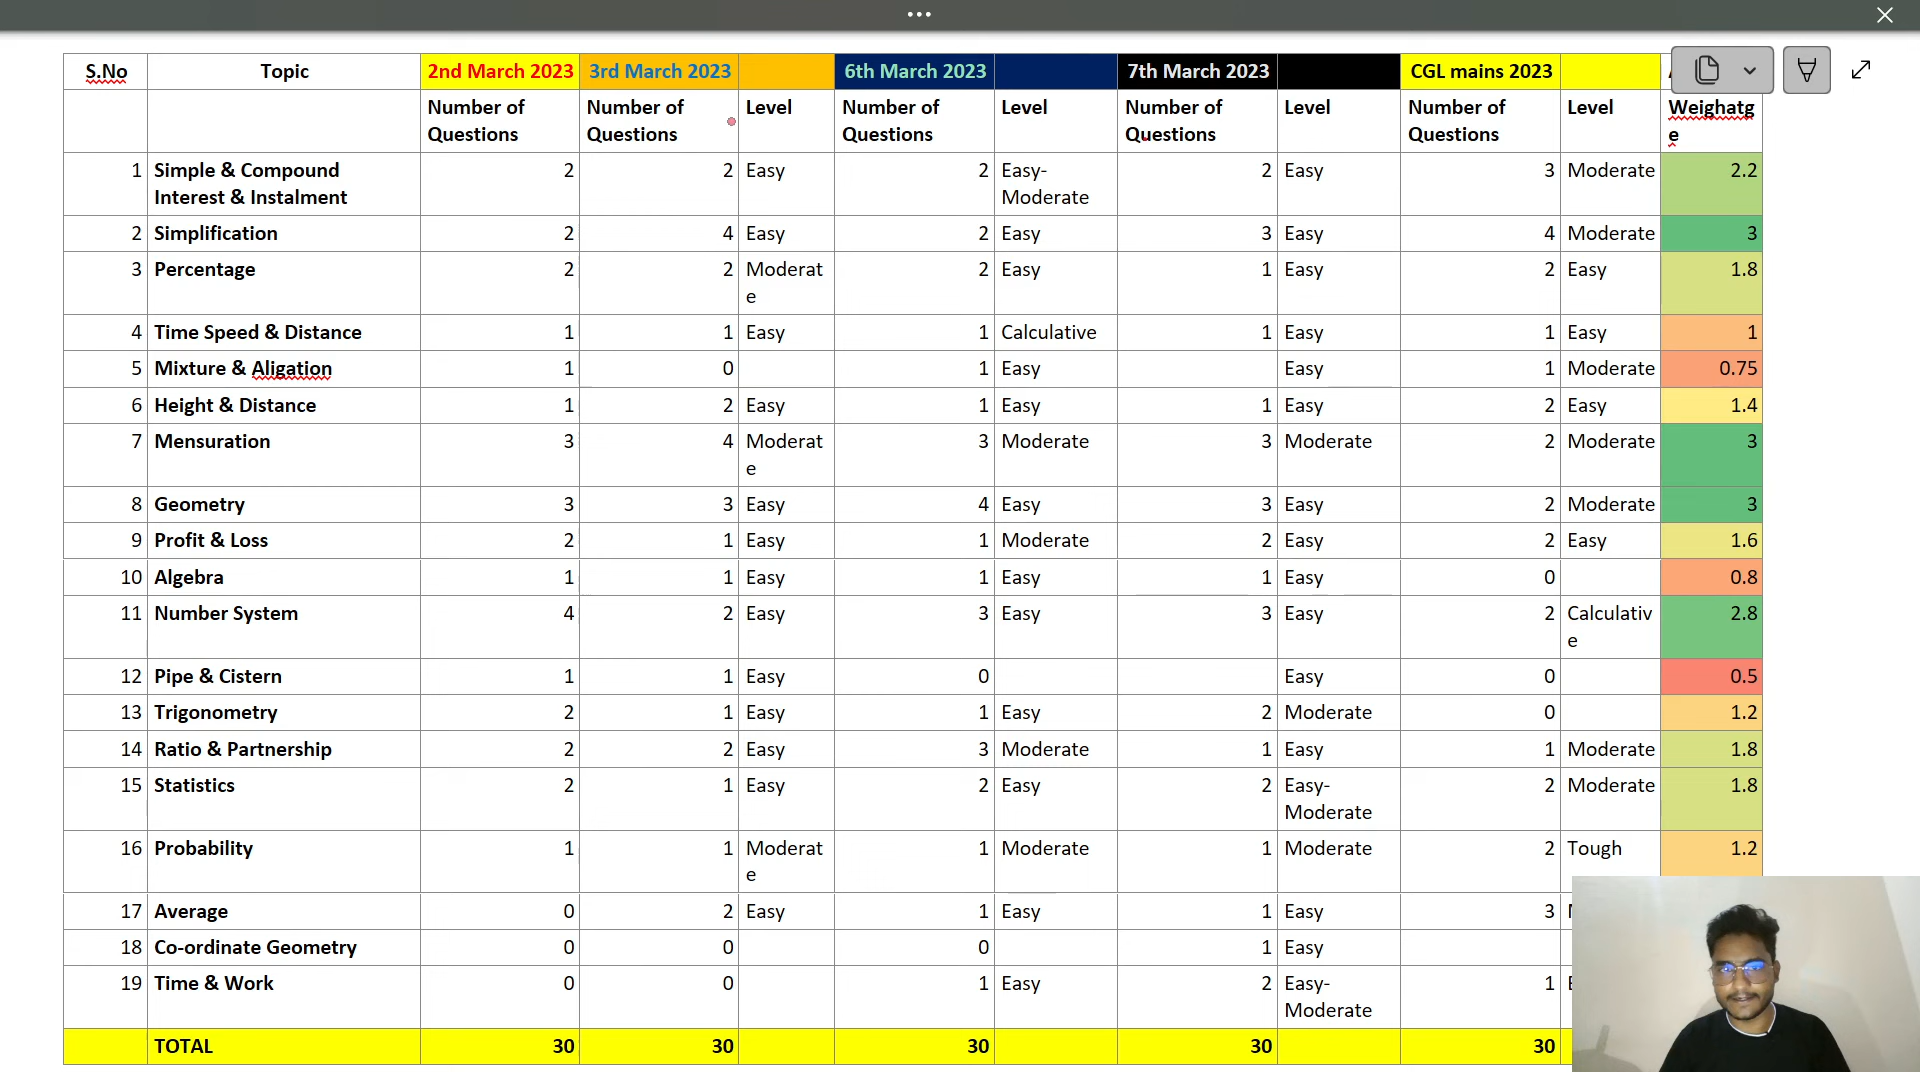 S.No Topic 2nd March 2023 3rd March 2023 6th March 2023 7th March 2023 CGL mains 2023
Number of Questions Number of Questions Level Number of Questions Level Number of Questions Level Number of Questions Level Weighatge
1 Simple & Compound Interest & Instalment 2 2 Easy 2 Easy-Moderate 2 Easy 3 Moderate 2.2
2 Simplification 2 4 Easy 2 Easy 3 Easy 4 Moderate 3
3 Percentage 2 2 Moderate 2 Easy 1 Easy 2 Easy 1.8
4 Time Speed & Distance 1 1 Easy 1 Calculative 1 Easy 1 Easy 1
5 Mixture & Aligation 1 0 1 Easy Easy 1 Moderate 0.75
6 Height & Distance 1 2 Easy 1 Easy 1 Easy 2 Easy 1.4
7 Mensuration 3 4 Moderate 3 Moderate 3 Moderate 2 Moderate 3
8 Geometry 3 3 Easy 4 Easy 3 Easy 2 Moderate 3
9 Profit & Loss 2 1 Easy 1 Moderate 2 Easy 2 Easy 1.6
10 Algebra 1 1 Easy 1 Easy 1 Easy 0 0.8
11 Number System 4 2 Easy 3 Easy 3 Easy 2 Calculative 2.8
12 Pipe & Cistern 1 1 Easy 0 Easy 0 0.5
13 Trigonometry 2 1 Easy 1 Easy 2 Moderate 0 1.2
14 Ratio & Partnership 2 2 Easy 3 Moderate 1 Easy 1 Moderate 1.8
15 Statistics 2 1 Easy 2 Easy 2 Easy-Moderate 2 Moderate 1.8
16 Probability 1 1 Moderate 1 Moderate 1 Moderate 2 Tough 1.2
17 Average 0 2 Easy 1 Easy 1 Easy 3
18 Co-ordinate Geometry 0 0 0 1 Easy
19 Time & Work 0 0 1 Easy 2 Easy-Moderate 1
TOTAL 30 30 30 30 30